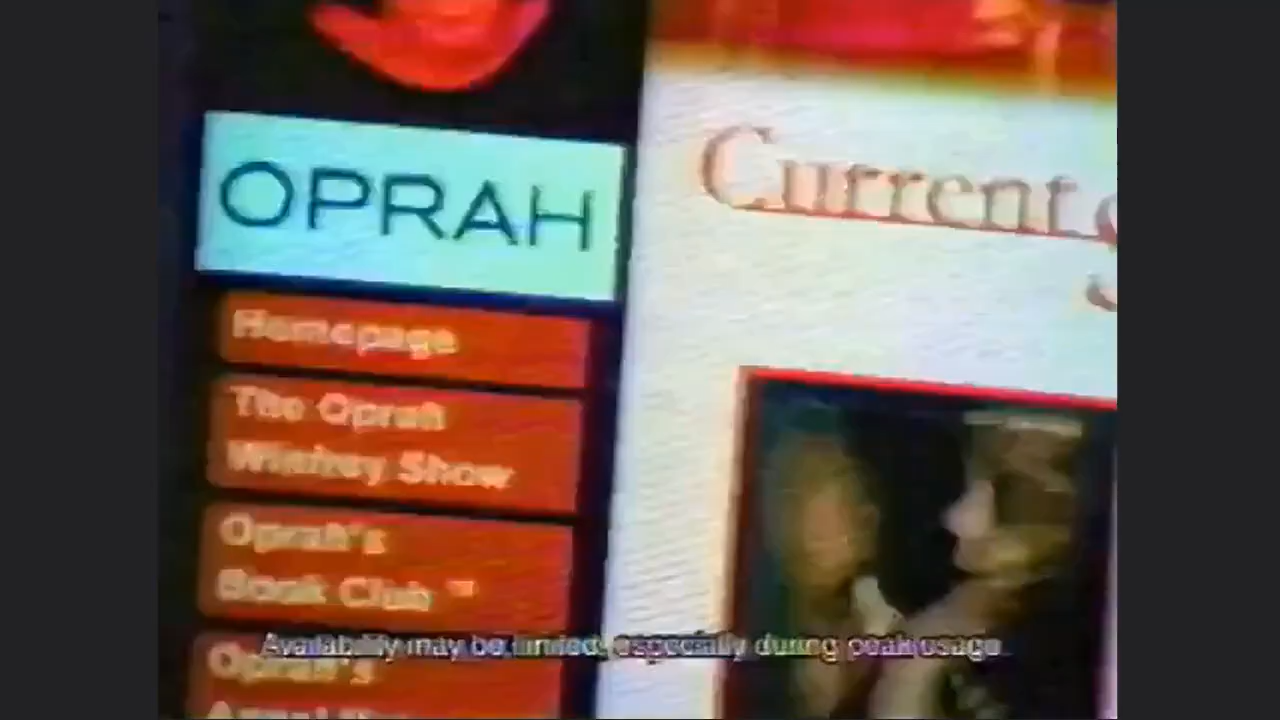 OPRAH
Current
Homepage
The Oprah
Winfrey Show
Oprah's
Book Club ™
Oprah's
Availability may be limited, especially during peak usage.